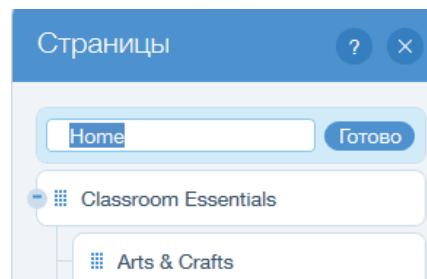 Страницы ? ×
Home Готово
Classroom Essentials
Arts & Crafts